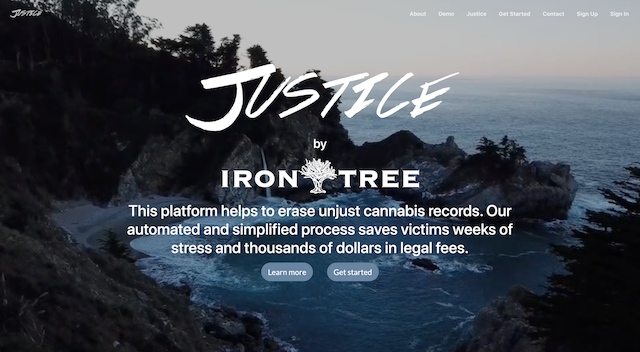 JUSTICE
About Demo Justice Get Started Contact Sign Up Sign In
JUSTICE
by
IRON TREE
This platform helps to erase unjust cannabis records. Our
automated and simplified process saves victims weeks of
stress and thousands of dollars in legal fees.
Learn more Get started